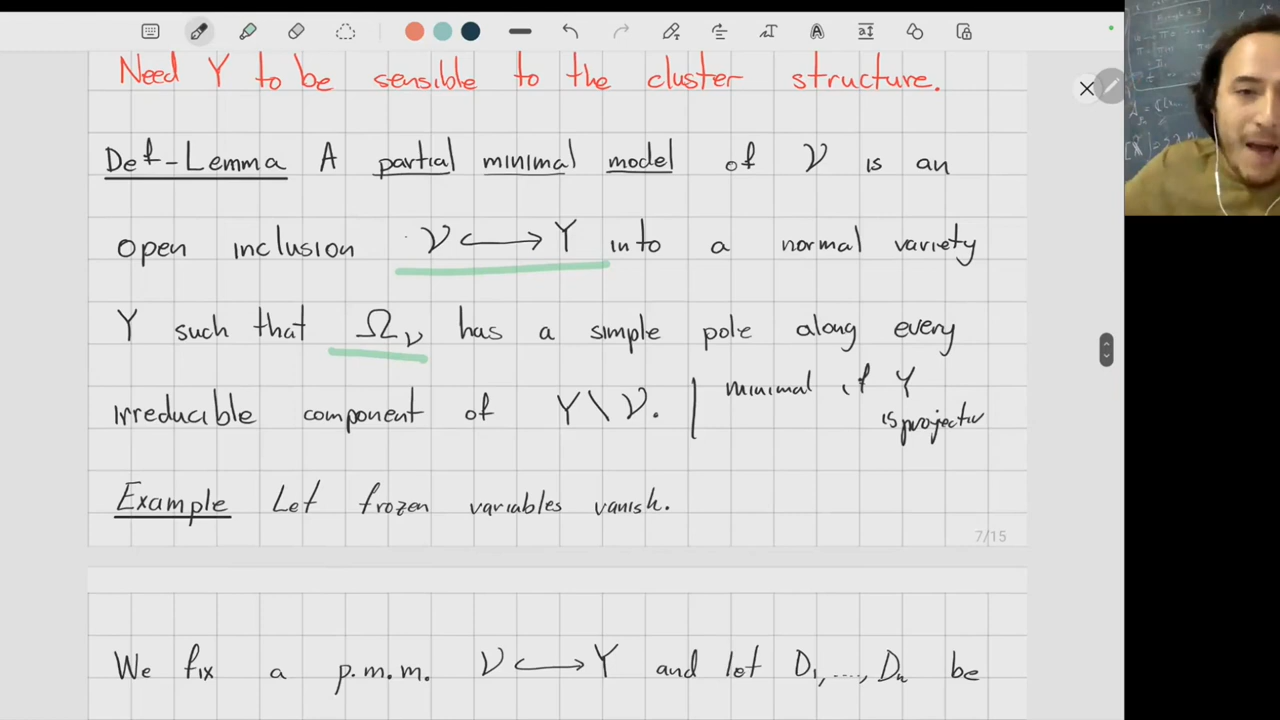 Need Y to be sensible to the cluster structure.
Def-Lemma A partial minimal model of 𝒱 is an
open inclusion 𝒱 ⟷ Y into a normal variety
Y such that Ω_𝒱 has a simple pole along every
irreducible component of Y \ 𝒱. | minimal if Y
is projectiv
Example Let frozen variables vanish.
7/15
We fix a p.m.m. 𝒱 ⟷ Y and let D₁, ...., Dₙ be